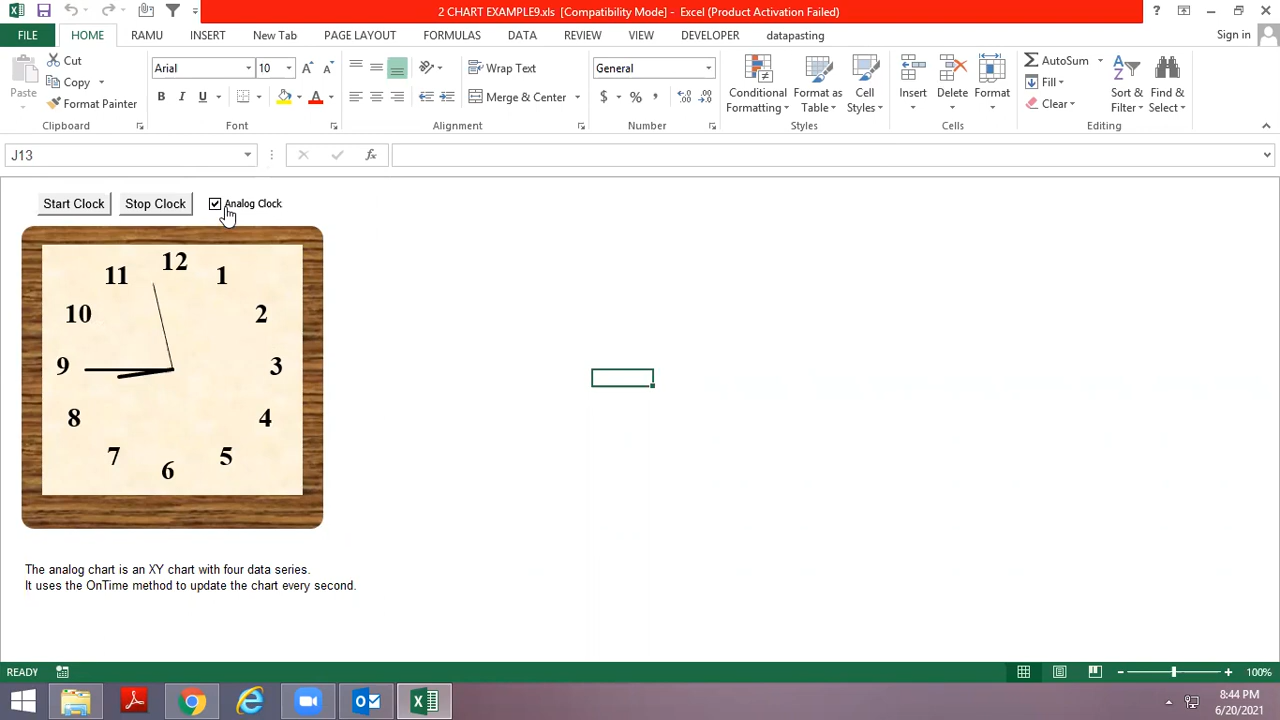 2 CHART EXAMPLE9.xls [Compatibility Mode] - Excel (Product Activation Failed)
?
FILE HOME RAMU INSERT New Tab PAGE LAYOUT FORMULAS DATA REVIEW VIEW DEVELOPER datapasting Sign in
Paste
Cut
Copy
Format Painter
Clipboard
Arial 10
B I U A
Font
Wrap Text
Merge & Center
Alignment
General
$ % ,
Number
Conditional Formatting
Format as Table
Cell Styles
Styles
Insert
Delete
Format
Cells
AutoSum
Fill
Clear
Sort & Filter
Find & Select
Editing
J13
fx
Start Clock Stop Clock Analog Clock
12
11 1
10 2
9 3
8 4
7 5
6
The analog chart is an XY chart with four data series.
It uses the OnTime method to update the chart every second.
READY
100%
8:44 PM
6/20/2021